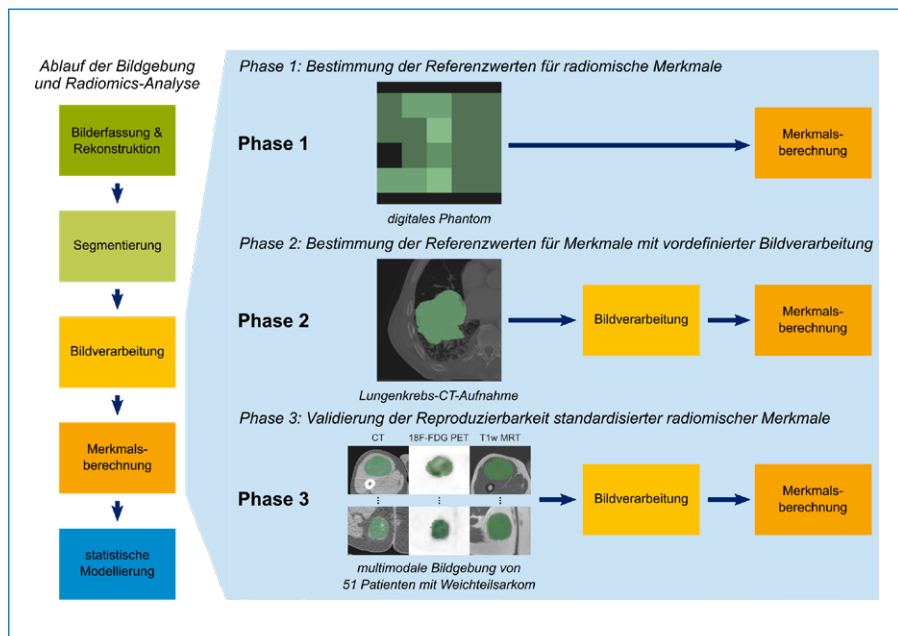 Ablauf der Bildgebung
und Radiomics-Analyse
Bilderfassung &
Rekonstruktion
Segmentierung
Bildverarbeitung
Merkmals-
berechnung
statistische
Modellierung
Phase 1: Bestimmung der Referenzwerten für radiomische Merkmale
Phase 1
digitales Phantom
Merkmals-
berechnung
Phase 2: Bestimmung der Referenzwerten für Merkmale mit vordefinierter Bildverarbeitung
Phase 2
Lungenkrebs-CT-Aufnahme
Bildverarbeitung
Merkmals-
berechnung
Phase 3: Validierung der Reproduzierbarkeit standardisierter radiomischer Merkmale
CT
18F-FDG PET
T1w MRT
Phase 3
multimodale Bildgebung von
51 Patienten mit Weichteilsarkom
Bildverarbeitung
Merkmals-
berechnung